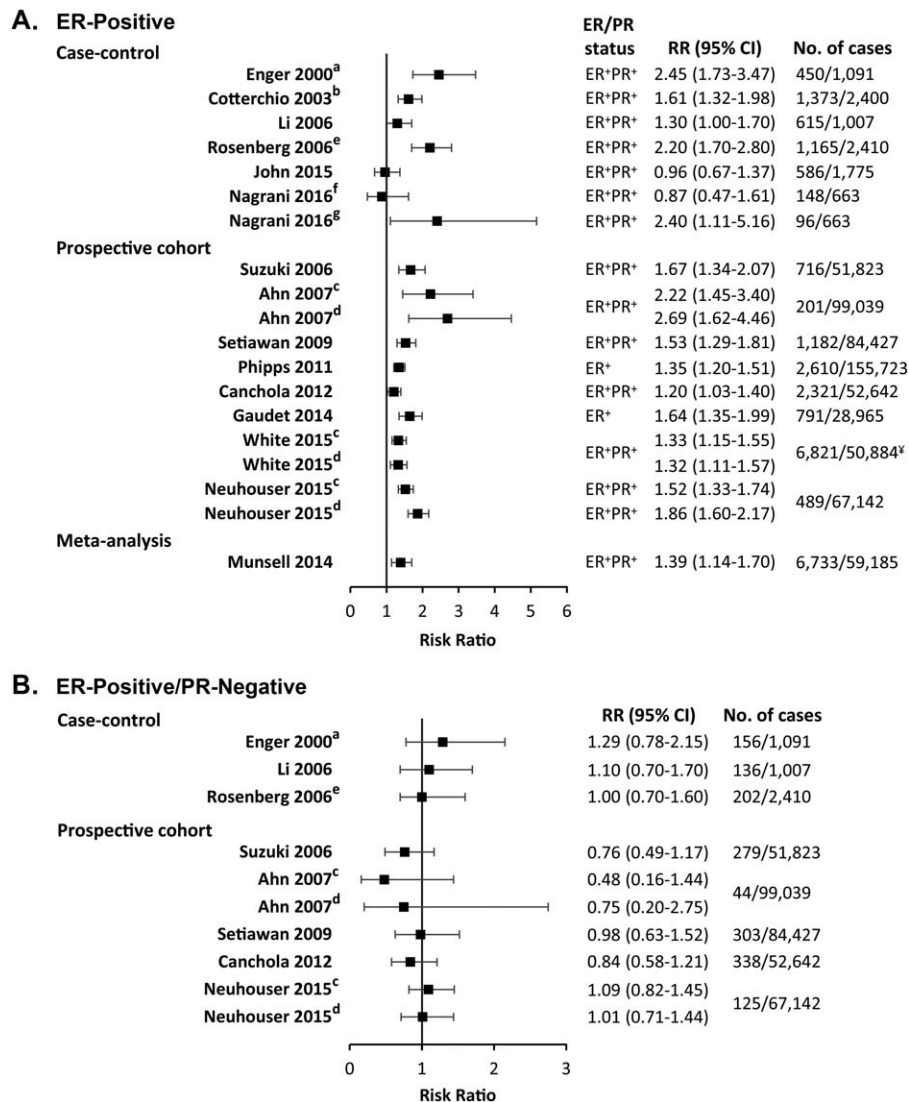 A. ER-Positive
ER/PR
Case-control status RR (95% CI) No. of cases
Enger 2000ᵃ ER⁺PR⁺ 2.45 (1.73-3.47) 450/1,091
Cotterchio 2003ᵇ ER⁺PR⁺ 1.61 (1.32-1.98) 1,373/2,400
Li 2006 ER⁺PR⁺ 1.30 (1.00-1.70) 615/1,007
Rosenberg 2006ᵉ ER⁺PR⁺ 2.20 (1.70-2.80) 1,165/2,410
John 2015 ER⁺PR⁺ 0.96 (0.67-1.37) 586/1,775
Nagrani 2016ᶠ ER⁺PR⁺ 0.87 (0.47-1.61) 148/663
Nagrani 2016ᵍ ER⁺PR⁺ 2.40 (1.11-5.16) 96/663
Prospective cohort
Suzuki 2006 ER⁺PR⁺ 1.67 (1.34-2.07) 716/51,823
Ahn 2007ᶜ 2.22 (1.45-3.40)
ER⁺PR⁺ 201/99,039
Ahn 2007ᵈ 2.69 (1.62-4.46)
Setiawan 2009 ER⁺PR⁺ 1.53 (1.29-1.81) 1,182/84,427
Phipps 2011 ER⁺ 1.35 (1.20-1.51) 2,610/155,723
Canchola 2012 ER⁺PR⁺ 1.20 (1.03-1.40) 2,321/52,642
Gaudet 2014 ER⁺ 1.64 (1.35-1.99) 791/28,965
White 2015ᶜ 1.33 (1.15-1.55)
ER⁺PR⁺ 6,821/50,884¥
White 2015ᵈ 1.32 (1.11-1.57)
Neuhouser 2015ᶜ 1.52 (1.33-1.74)
ER⁺PR⁺ 489/67,142
Neuhouser 2015ᵈ 1.86 (1.60-2.17)
Meta-analysis
Munsell 2014 ER⁺PR⁺ 1.39 (1.14-1.70) 6,733/59,185
0 1 2 3 4 5 6
Risk Ratio
B. ER-Positive/PR-Negative
Case-control RR (95% CI) No. of cases
Enger 2000ᵃ 1.29 (0.78-2.15) 156/1,091
Li 2006 1.10 (0.70-1.70) 136/1,007
Rosenberg 2006ᵉ 1.00 (0.70-1.60) 202/2,410
Prospective cohort
Suzuki 2006 0.76 (0.49-1.17) 279/51,823
Ahn 2007ᶜ 0.48 (0.16-1.44)
44/99,039
Ahn 2007ᵈ 0.75 (0.20-2.75)
Setiawan 2009 0.98 (0.63-1.52) 303/84,427
Canchola 2012 0.84 (0.58-1.21) 338/52,642
Neuhouser 2015ᶜ 1.09 (0.82-1.45)
125/67,142
Neuhouser 2015ᵈ 1.01 (0.71-1.44)
0 1 2 3
Risk Ratio